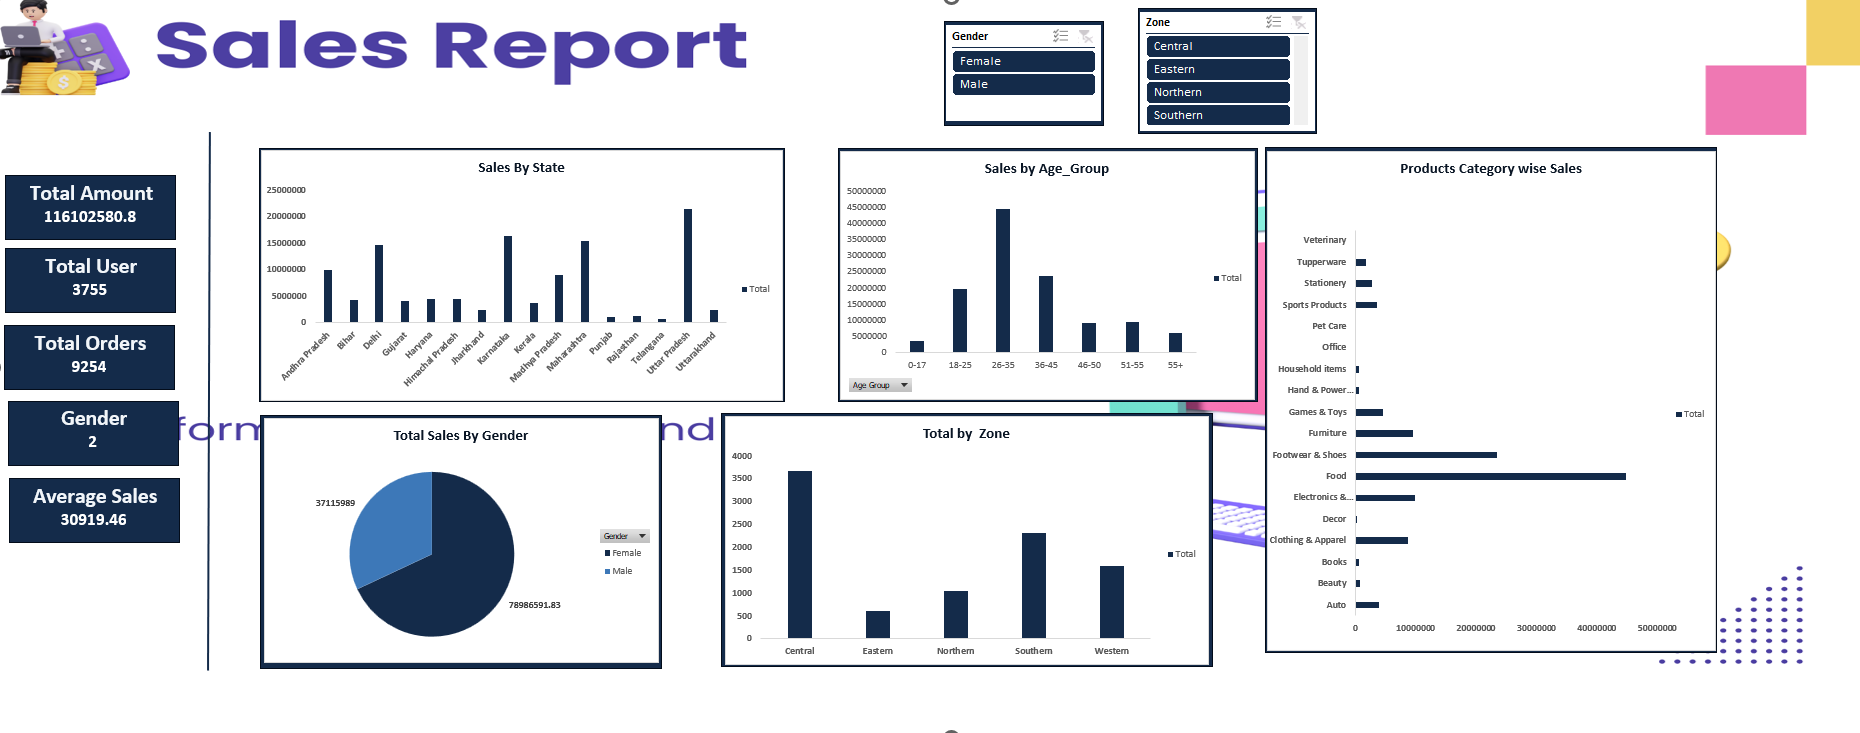 Sales Report
Gender
Female
Male
Zone
Central
Eastern
Northern
Southern
Total Amount
116102580.8
Total User
3755
Total Orders
9254
Gender
2
Average Sales
30919.46
Sales By State
25000000
20000000
15000000
10000000
5000000
0
Andhra Pradesh
Bihar
Delhi
Gujarat
Haryana
Himachal Pradesh
Jharkhand
Karnataka
Kerala
Madhya Pradesh
Maharashtra
Punjab
Rajasthan
Telangana
Uttar Pradesh
Uttarakhand
Total
Sales by Age_Group
50000000
45000000
40000000
35000000
30000000
25000000
20000000
15000000
10000000
5000000
0
0-17 18-25 26-35 36-45 46-50 51-55 55+
Total
Age Group
Products Category wise Sales
Veterinary
Tupperware
Stationery
Sports Products
Pet Care
Office
Household items
Hand & Power...
Games & Toys
Furniture
Footwear & Shoes
Food
Electronics &...
Decor
Clothing & Apparel
Books
Beauty
Auto
0 10000000 20000000 30000000 40000000 50000000
Total
form
nd
Total Sales By Gender
37115989
78986591.83
Gender
Female
Male
Total by Zone
4000
3500
3000
2500
2000
1500
1000
500
0
Central Eastern Northern Southern Western
Total